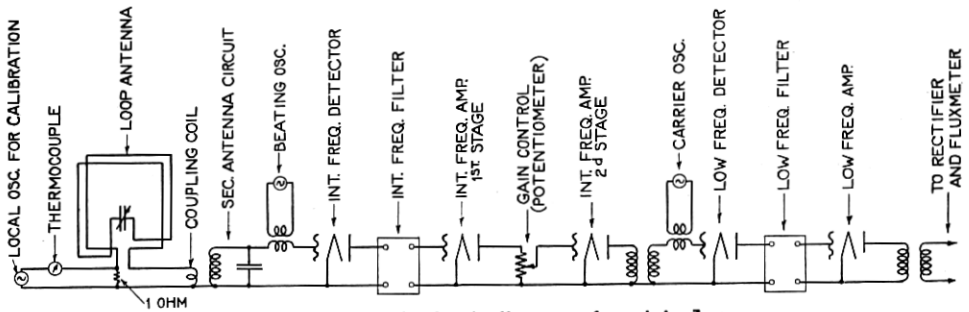 LOCAL OSC. FOR CALIBRATION
THERMOCOUPLE
LOOP ANTENNA
COUPLING COIL
SEC. ANTENNA CIRCUIT
BEATING OSC.
INT. FREQ. DETECTOR
INT. FREQ. FILTER
INT. FREQ. AMP.
1ST. STAGE
GAIN CONTROL
(POTENTIOMETER)
INT. FREQ. AMP.
2 d STAGE
CARRIER OSC.
LOW FREQ. DETECTOR
LOW FREQ. FILTER
LOW FREQ. AMP.
TO RECTIFIER
AND FLUXMETER
1 OHM